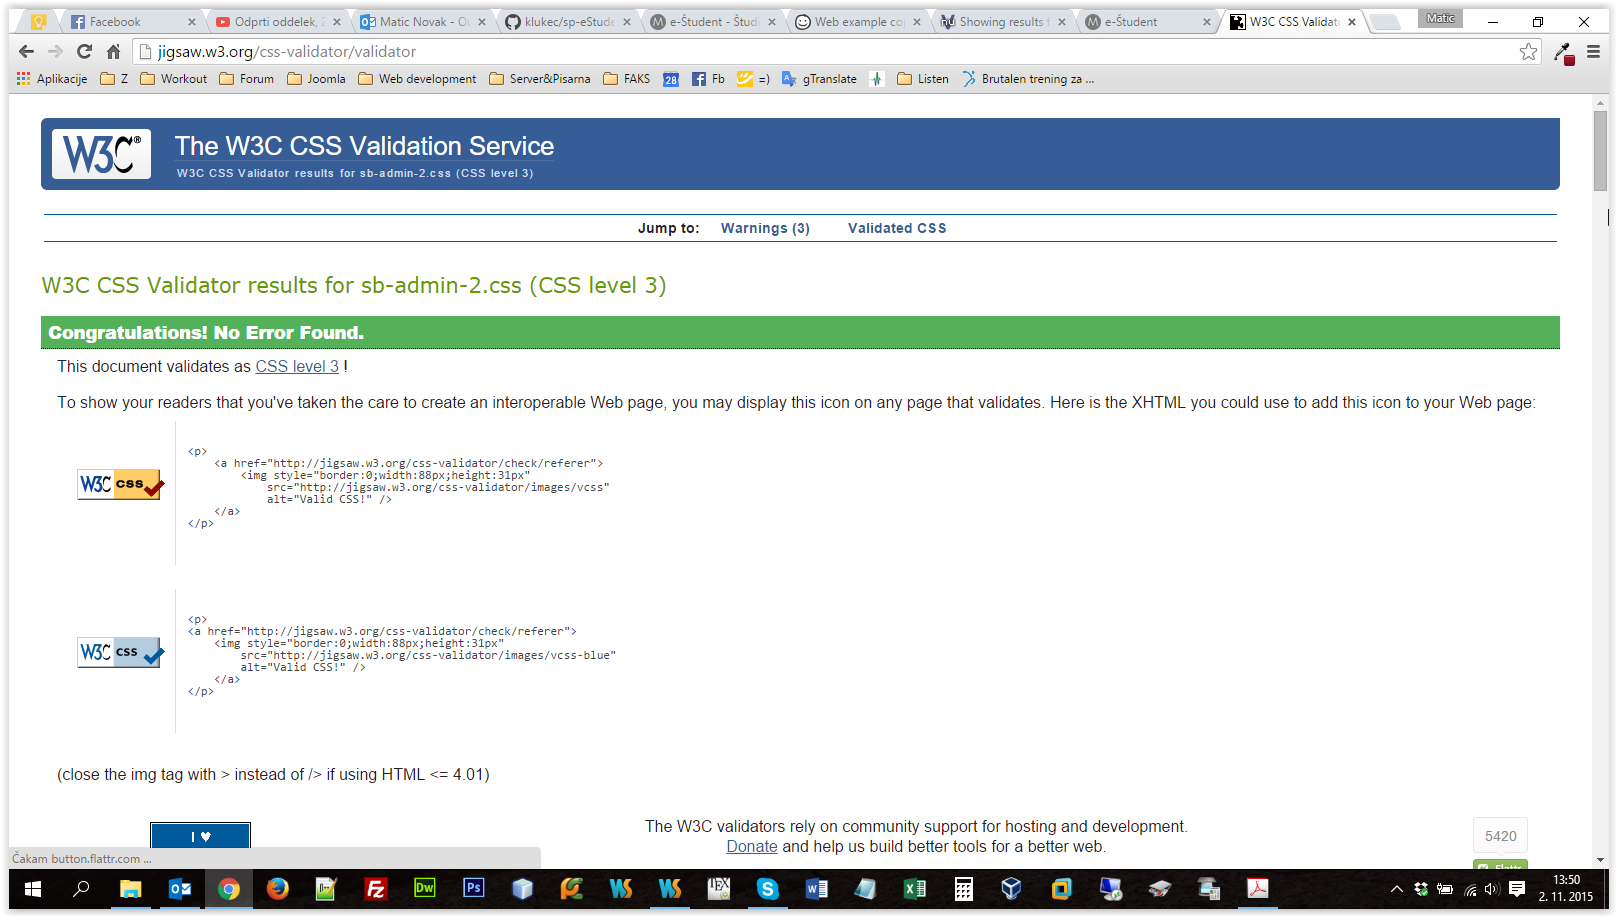 Facebook
Odprti oddelek, 2
Matic Novak - Ou
klukec/sp-eStude
e-Študent - Štud
Web example cop
Showing results f
e-Študent
W3C CSS Validato
Matic
jigsaw.w3.org/css-validator/validator
Aplikacije
Z
Workout
Forum
Joomla
Web development
Server&Pisarna
FAKS
28
Fb
=)
gTranslate
Listen
Brutalen trening za ...
W3C®
The W3C CSS Validation Service
W3C CSS Validator results for sb-admin-2.css (CSS level 3)
Jump to: Warnings (3) Validated CSS
W3C CSS Validator results for sb-admin-2.css (CSS level 3)
Congratulations! No Error Found.
This document validates as CSS level 3 !
To show your readers that you've taken the care to create an interoperable Web page, you may display this icon on any page that validates. Here is the XHTML you could use to add this icon to your Web page:
W3C css
<p>
<a href="http://jigsaw.w3.org/css-validator/check/referer">
<img style="border:0;width:88px;height:31px"
src="http://jigsaw.w3.org/css-validator/images/vcss"
alt="Valid CSS!" />
</a>
</p>
W3C css
<p>
<a href="http://jigsaw.w3.org/css-validator/check/referer">
<img style="border:0;width:88px;height:31px"
src="http://jigsaw.w3.org/css-validator/images/vcss-blue"
alt="Valid CSS!" />
</a>
</p>
(close the img tag with > instead of /> if using HTML <= 4.01)
I ♥
The W3C validators rely on community support for hosting and development.
Donate and help us build better tools for a better web.
5420
Flattr
Čakam button.flattr.com ...
13:50
2. 11. 2015